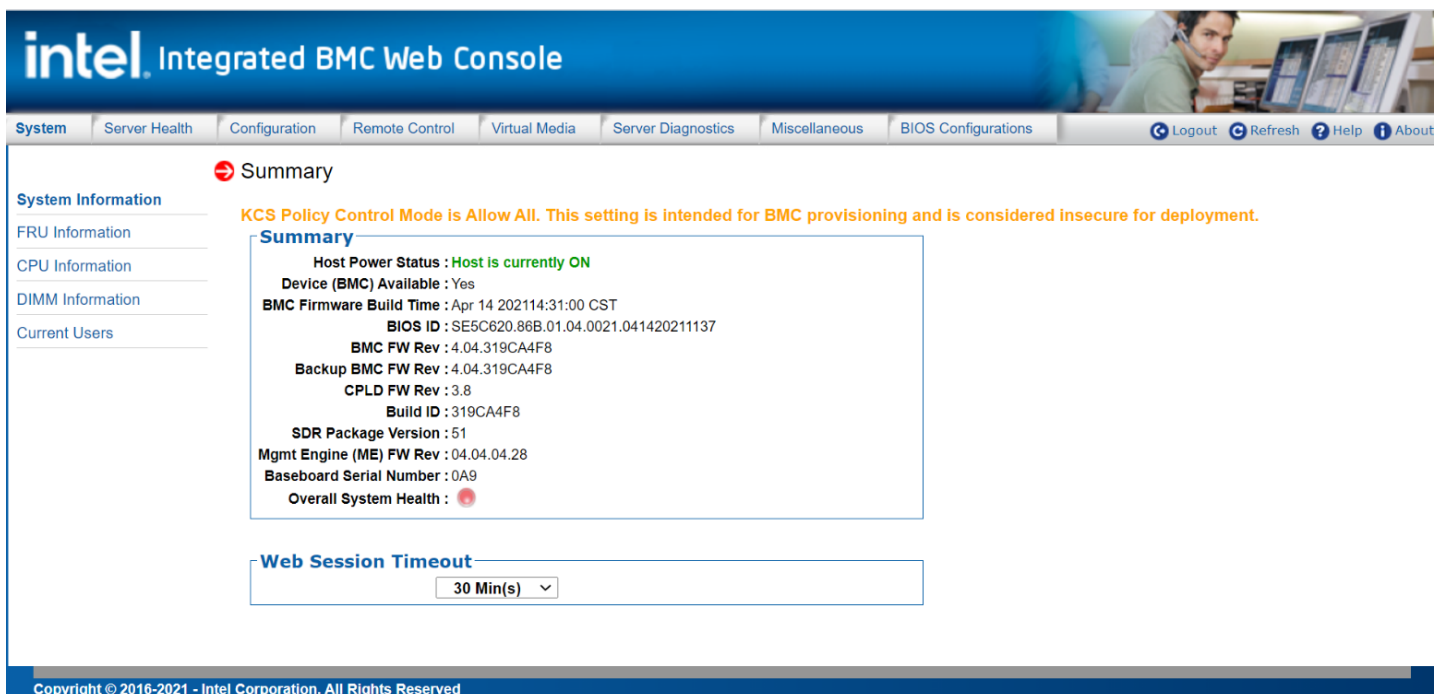 intel. Integrated BMC Web Console
System Server Health Configuration Remote Control Virtual Media Server Diagnostics Miscellaneous BIOS Configurations Logout Refresh Help About
Summary
System Information
FRU Information
CPU Information
DIMM Information
Current Users
KCS Policy Control Mode is Allow All. This setting is intended for BMC provisioning and is considered insecure for deployment.
Summary
Host Power Status : Host is currently ON
Device (BMC) Available : Yes
BMC Firmware Build Time : Apr 14 202114:31:00 CST
BIOS ID : SE5C620.86B.01.04.0021.041420211137
BMC FW Rev : 4.04.319CA4F8
Backup BMC FW Rev : 4.04.319CA4F8
CPLD FW Rev : 3.8
Build ID : 319CA4F8
SDR Package Version : 51
Mgmt Engine (ME) FW Rev : 04.04.04.28
Baseboard Serial Number : 0A9
Overall System Health :
Web Session Timeout
30 Min(s)
Copyright © 2016-2021 - Intel Corporation. All Rights Reserved